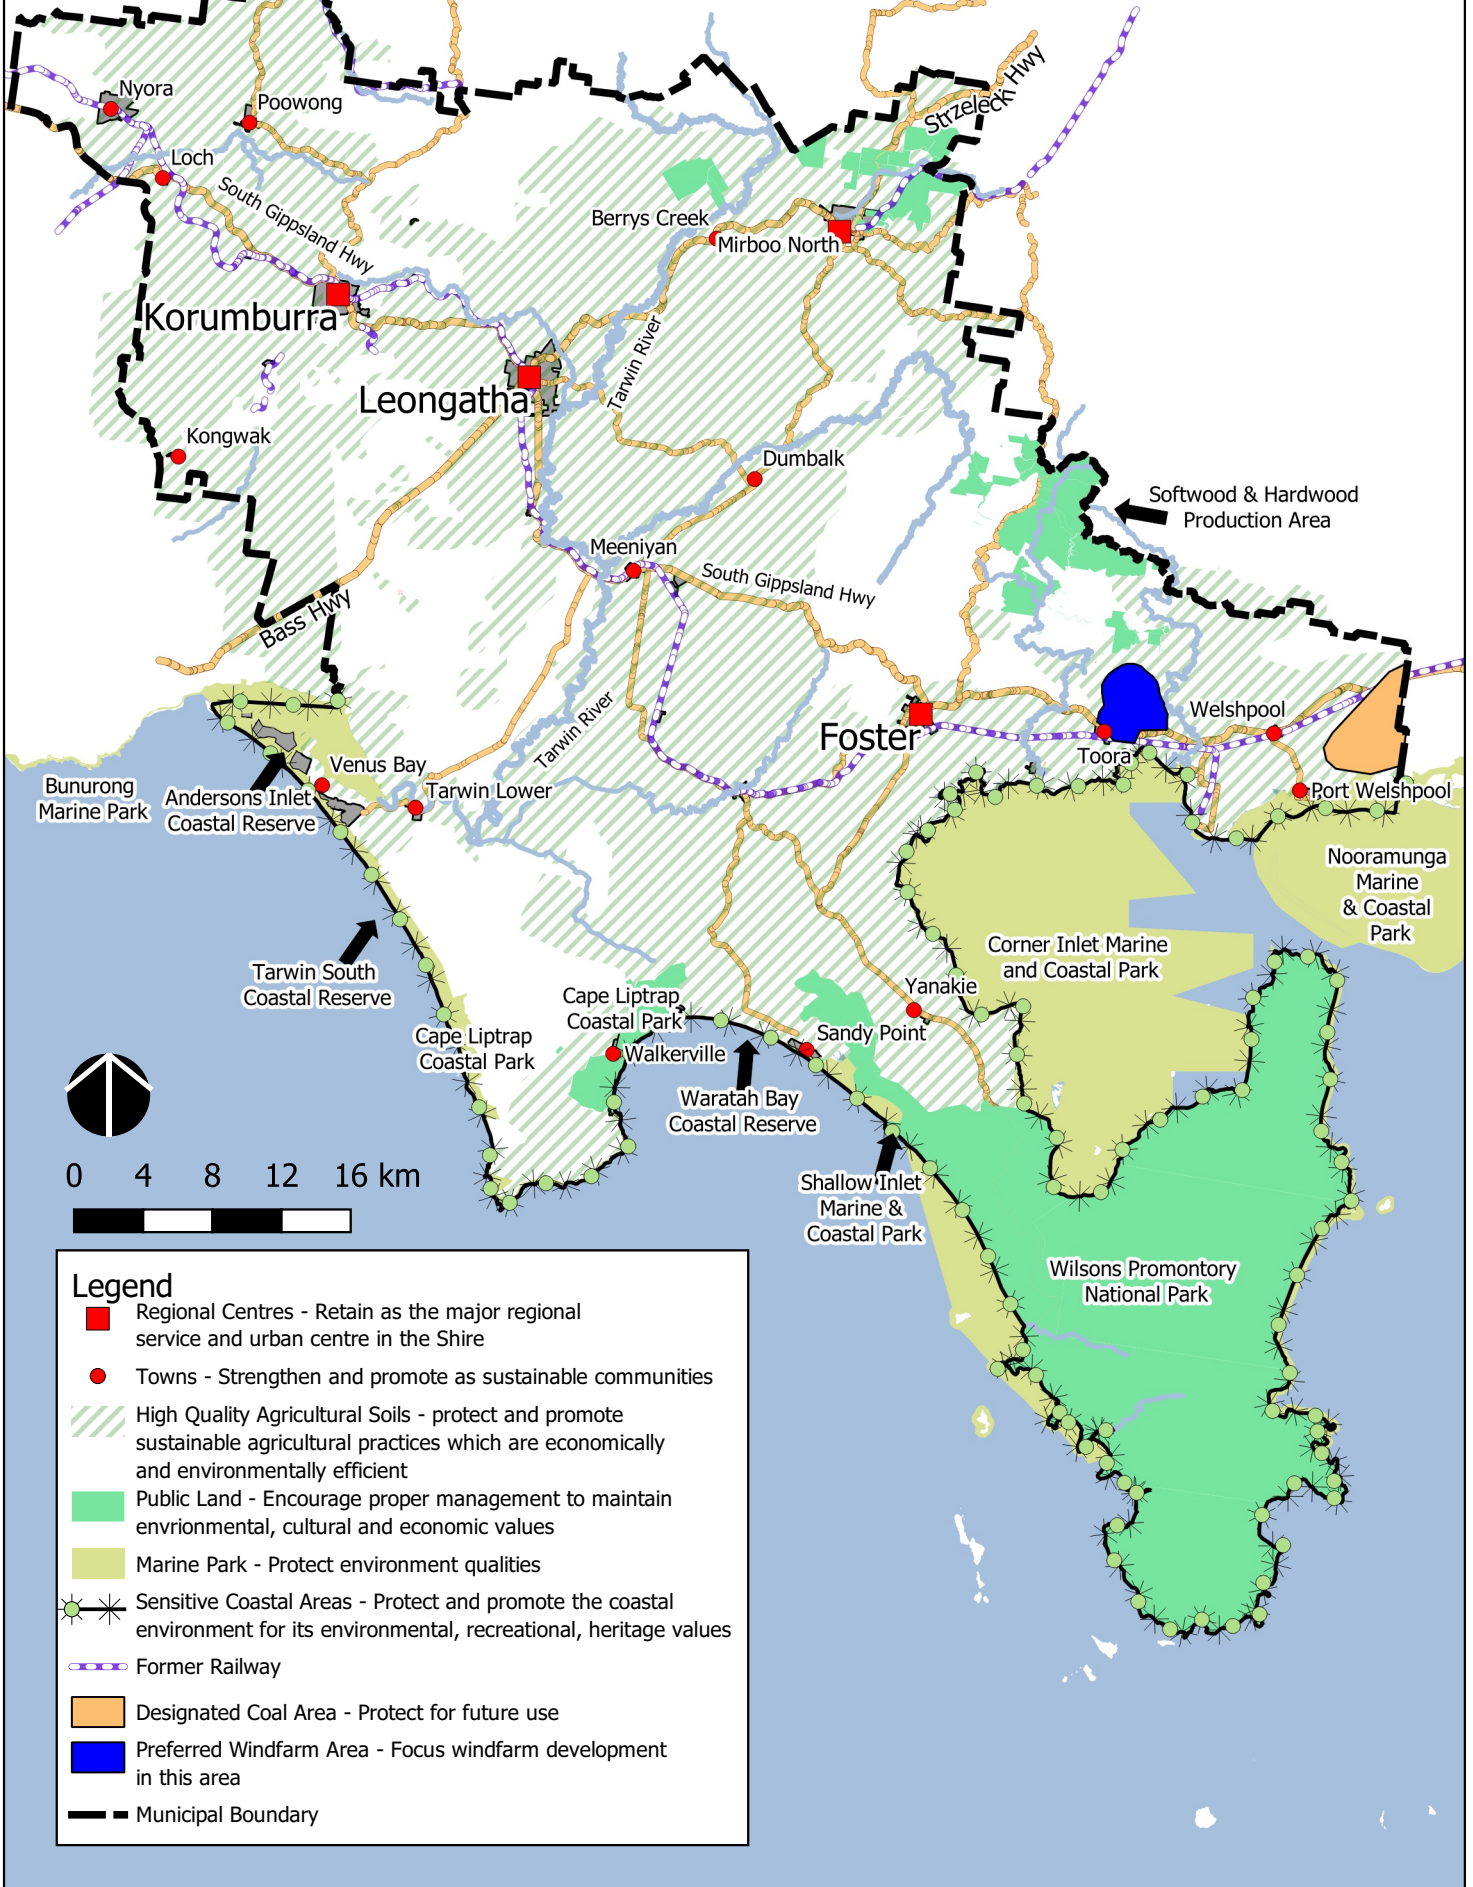 Nyora
Poowong
Strzelecki Hwy
Loch
South Gippsland Hwy
Berrys Creek
Mirboo North
Korumburra
Tarwin River
Leongatha
Kongwak
Dumbalk
Softwood & Hardwood
Production Area
Meeniyan
South Gippsland Hwy
Bass Hwy
Tarwin River
Foster
Welshpool
Toora
Venus Bay
Bunurong
Marine Park
Andersons Inlet
Coastal Reserve
Tarwin Lower
Port Welshpool
Nooramunga
Marine
& Coastal
Park
Corner Inlet Marine
and Coastal Park
Tarwin South
Coastal Reserve
Cape Liptrap
Coastal Park
Yanakie
Cape Liptrap
Coastal Park
Sandy Point
Walkerville
Waratah Bay
Coastal Reserve
Shallow Inlet
Marine &
Coastal Park
Wilsons Promontory
National Park
0 4 8 12 16 km
Legend
Regional Centres - Retain as the major regional
service and urban centre in the Shire
Towns - Strengthen and promote as sustainable communities
High Quality Agricultural Soils - protect and promote
sustainable agricultural practices which are economically
and environmentally efficient
Public Land - Encourage proper management to maintain
envrionmental, cultural and economic values
Marine Park - Protect environment qualities
Sensitive Coastal Areas - Protect and promote the coastal
environment for its environmental, recreational, heritage values
Former Railway
Designated Coal Area - Protect for future use
Preferred Windfarm Area - Focus windfarm development
in this area
Municipal Boundary